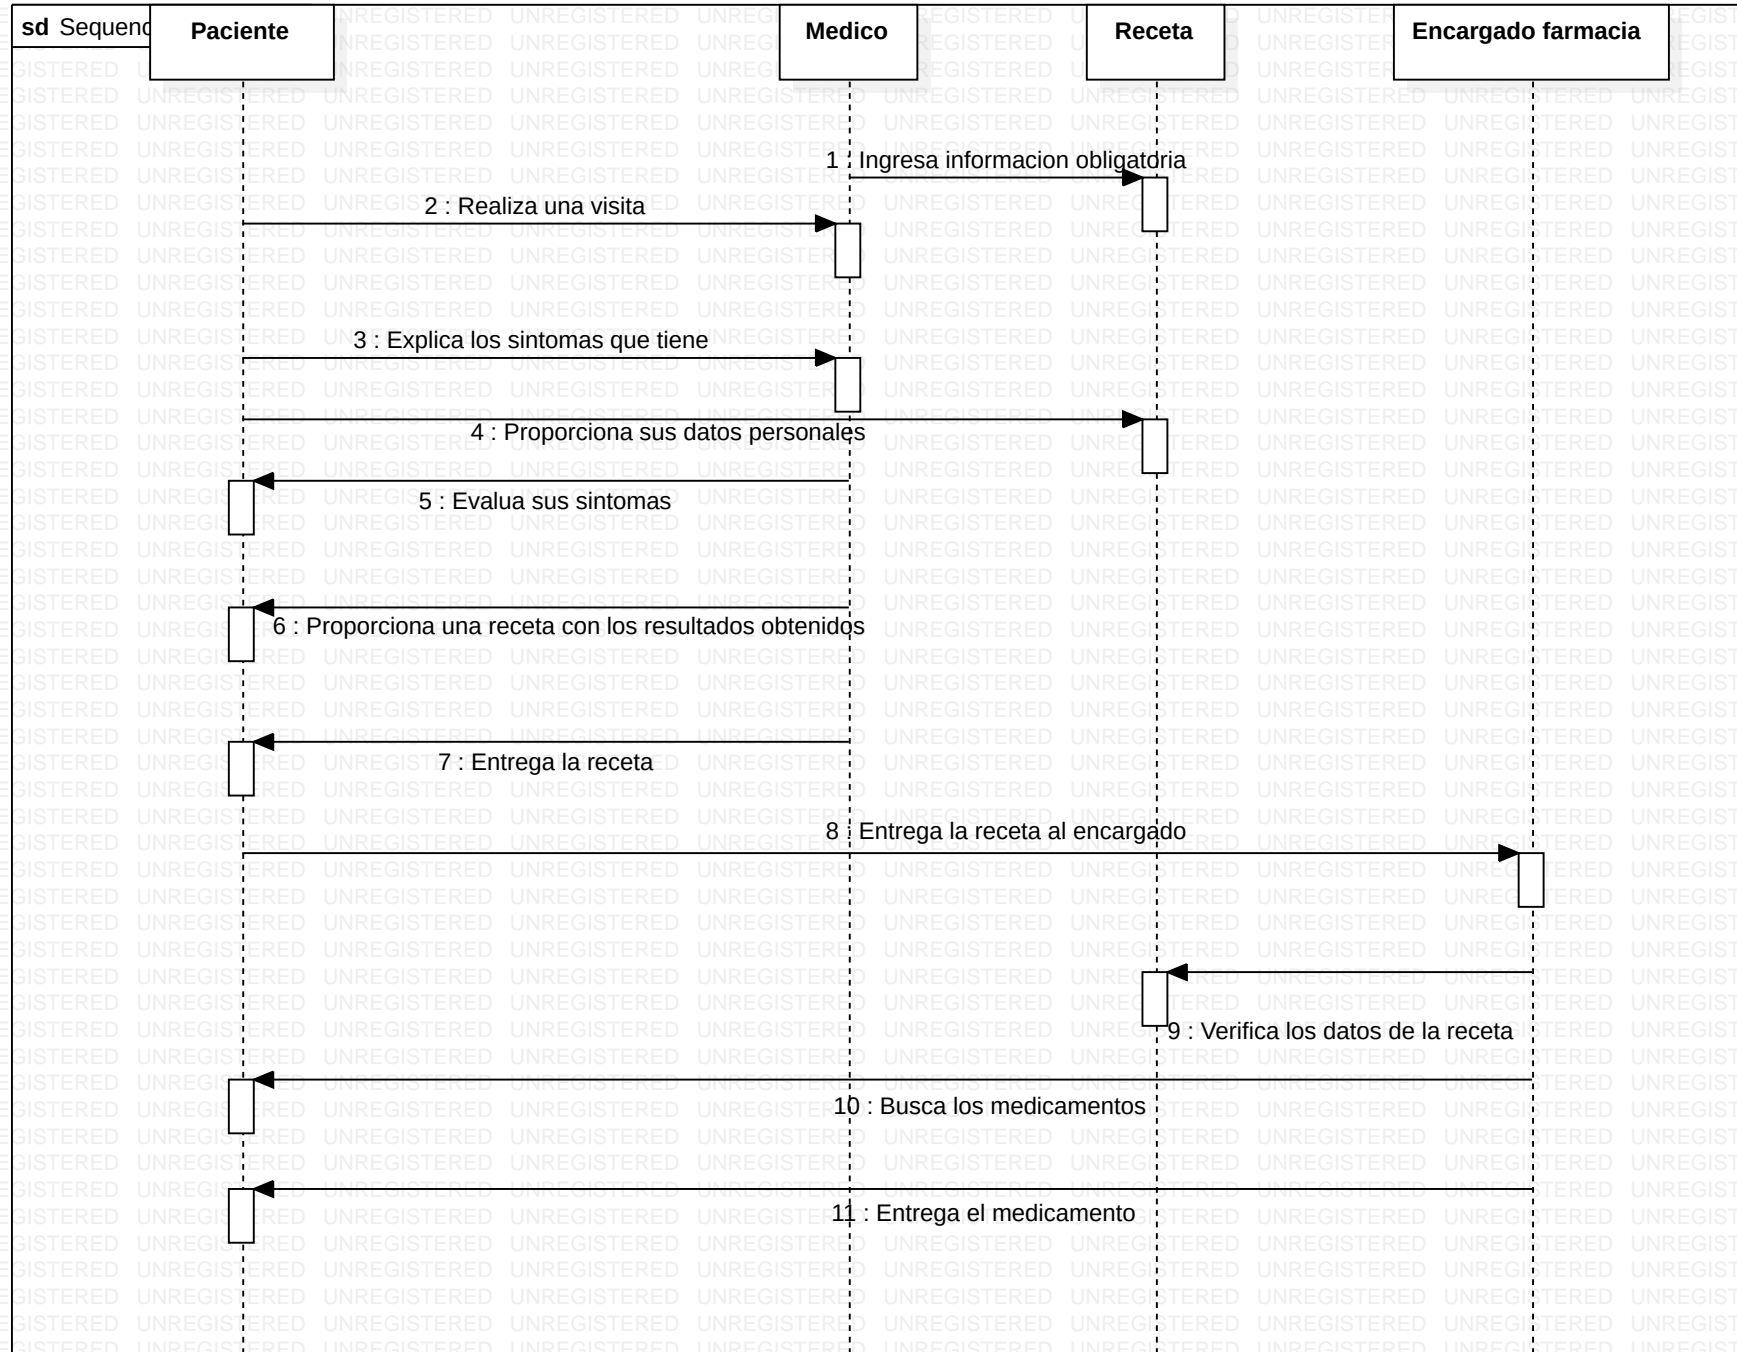 sd Sequenc
Paciente
Medico
Receta
Encargado farmacia
1 : Ingresa informacion obligatoria
2 : Realiza una visita
3 : Explica los sintomas que tiene
4 : Proporciona sus datos personales
5 : Evalua sus sintomas
6 : Proporciona una receta con los resultados obtenidos
7 : Entrega la receta
8 : Entrega la receta al encargado
9 : Verifica los datos de la receta
10 : Busca los medicamentos
11 : Entrega el medicamento
UNREGISTERED